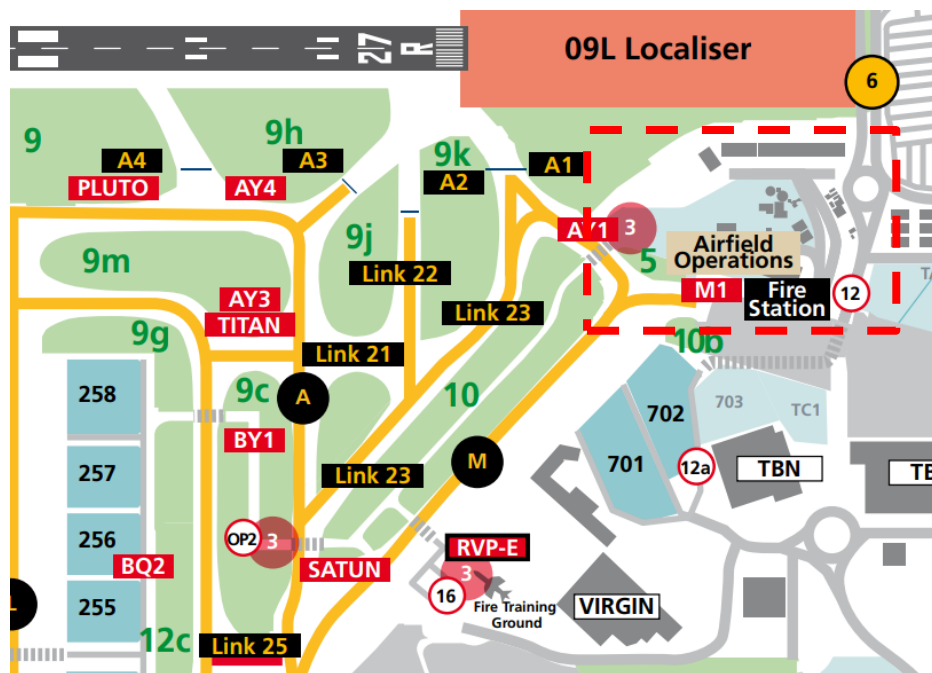 27
R
09L Localiser
6
9
9h
A4
A3
9k
A2
A1
PLUTO
AY4
AY1
3
9j
9m
Link 22
5
Airfield
Operations
M1
Fire
Station
12
AY3
TITAN
Link 23
9g
Link 21
10b
258
9c
A
10
702
703
TC1
BY1
701
257
Link 23
M
12a
TBN
256
OP2
3
SATUN
RVP-E
3
BQ2
16
255
Fire Training
Ground
VIRGIN
12c
Link 25